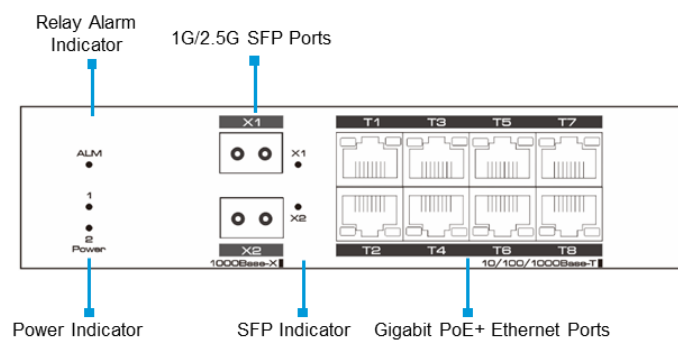 Relay Alarm
Indicator
1G/2.5G SFP Ports
X1
T1 T3 T5 T7
ALM
X1
1
X2
2
Power
X2
T2 T4 T6 T8
1000Base-X
10/100/1000Base-T
Power Indicator
SFP Indicator
Gigabit PoE+ Ethernet Ports